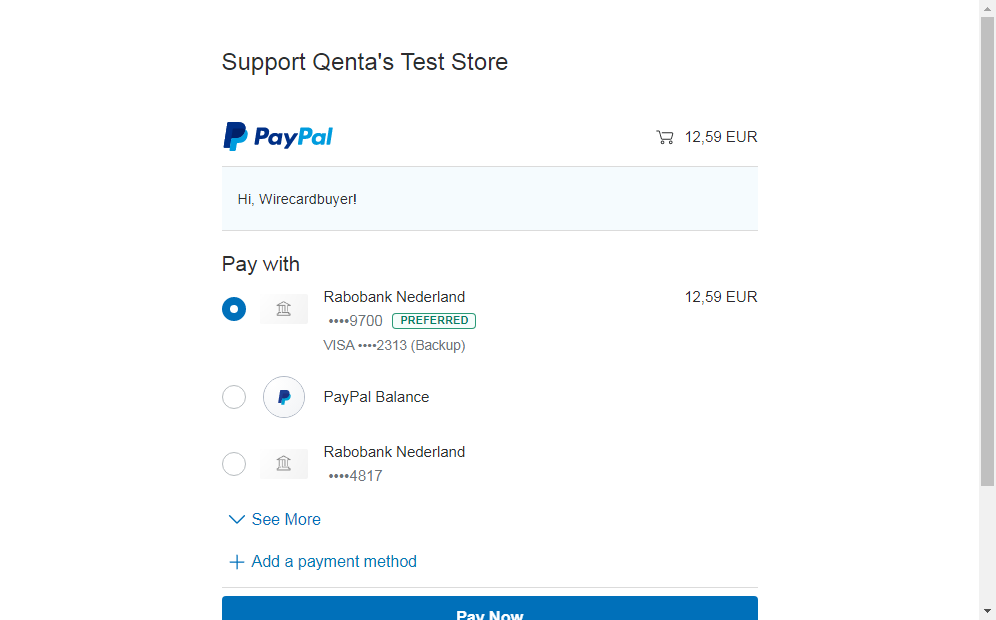 Support Qenta's Test Store
PayPal
12,59 EUR
Hi, Wirecardbuyer!
Pay with
Rabobank Nederland
12,59 EUR
••••9700 PREFERRED
VISA ••••2313 (Backup)
PayPal Balance
Rabobank Nederland
••••4817
See More
Add a payment method
Pay Now